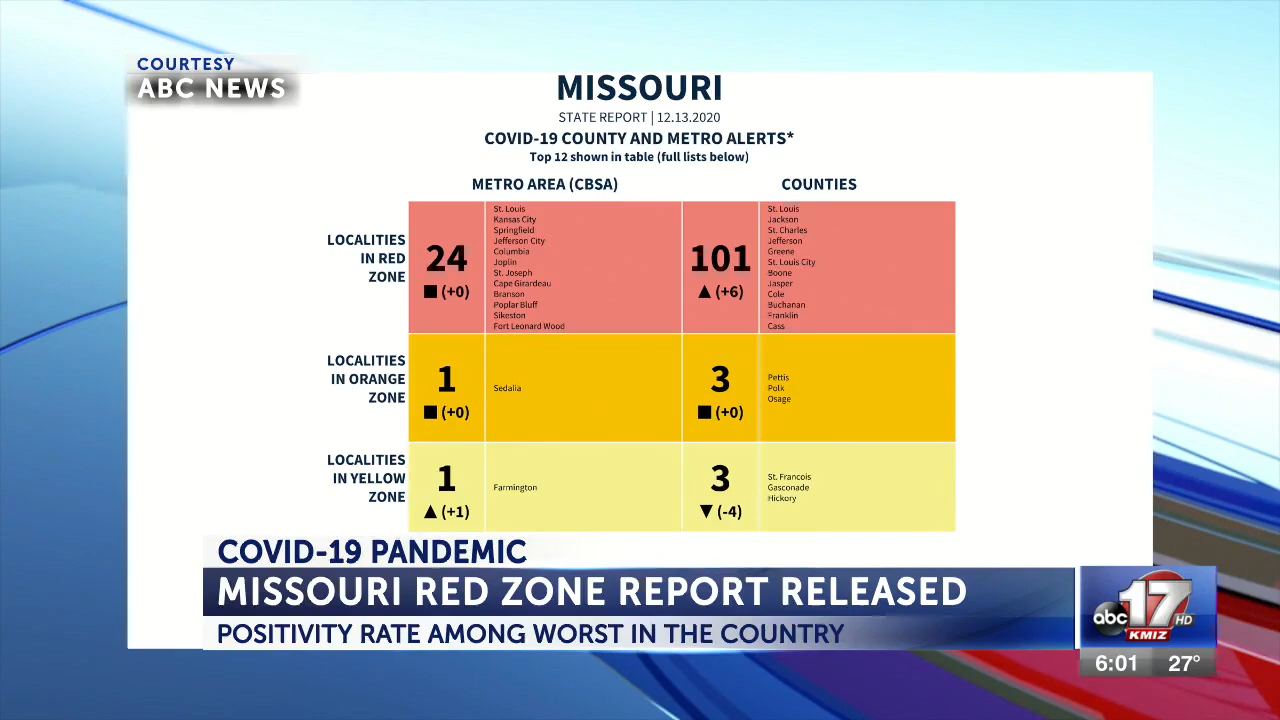 COURTESY
ABC NEWS
MISSOURI
STATE REPORT | 12.13.2020
COVID-19 COUNTY AND METRO ALERTS*
Top 12 shown in table (full lists below)
METRO AREA (CBSA)
COUNTIES
LOCALITIES
IN RED
ZONE
24
■ (+0)
St. Louis
Kansas City
Springfield
Jefferson City
Columbia
Joplin
St. Joseph
Cape Girardeau
Branson
Poplar Bluff
Sikeston
Fort Leonard Wood
101
▲ (+6)
St. Louis
Jackson
St. Charles
Jefferson
Greene
St. Louis City
Boone
Jasper
Cole
Buchanan
Franklin
Cass
LOCALITIES
IN ORANGE
ZONE
1
■ (+0)
Sedalia
3
■ (+0)
Pettis
Polk
Osage
LOCALITIES
IN YELLOW
ZONE
1
▲ (+1)
Farmington
3
▼ (-4)
St. Francois
Gasconade
Hickory
COVID-19 PANDEMIC
MISSOURI RED ZONE REPORT RELEASED
POSITIVITY RATE AMONG WORST IN THE COUNTRY
abc 17 HD
KMIZ
6:01 27°